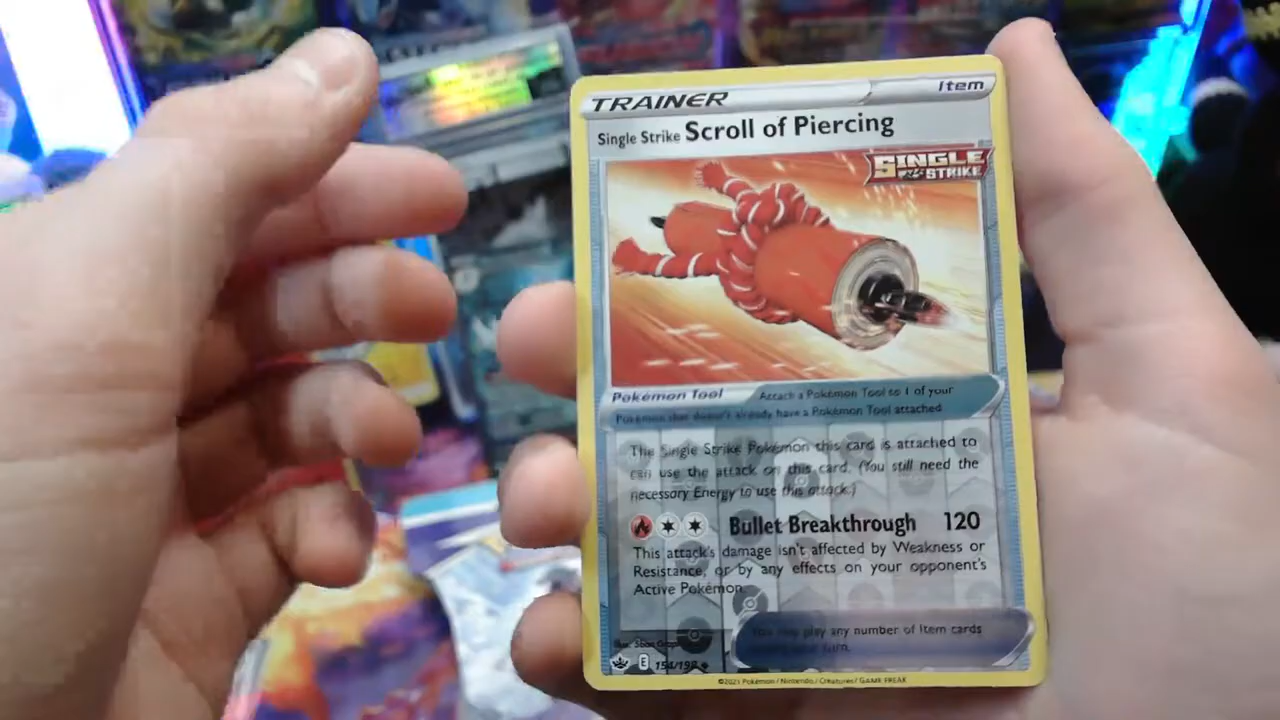 TRAINER
Item
Single Strike Scroll of Piercing
SINGLE
STRIKE
Pokémon Tool
Attach a Pokémon Tool to 1 of your
Pokémon that doesn't already have a Pokémon Tool attached
The Single Strike Pokémon this card is attached to
can use the attack on this card. (You still need the
necessary Energy to use this attack.)
Bullet Breakthrough 120
This attack's damage isn't affected by Weakness or
Resistance, or by any effects on your opponent's
Active Pokémon.
You may play any number of Item cards
turn.
Illus.
E 154/198
©2021 Pokémon / Nintendo / Creatures / GAME FREAK